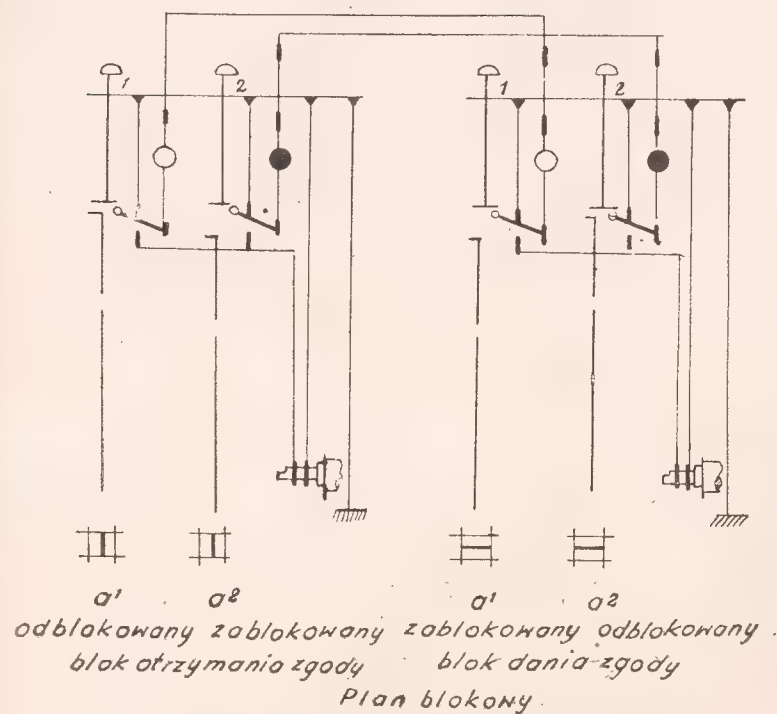 1 2 1 2
a¹ a² a¹ a²
odblokowany zablokowany zablokowany odblokowany
blok otrzymania zgody blok dania zgody
Plan blokowy